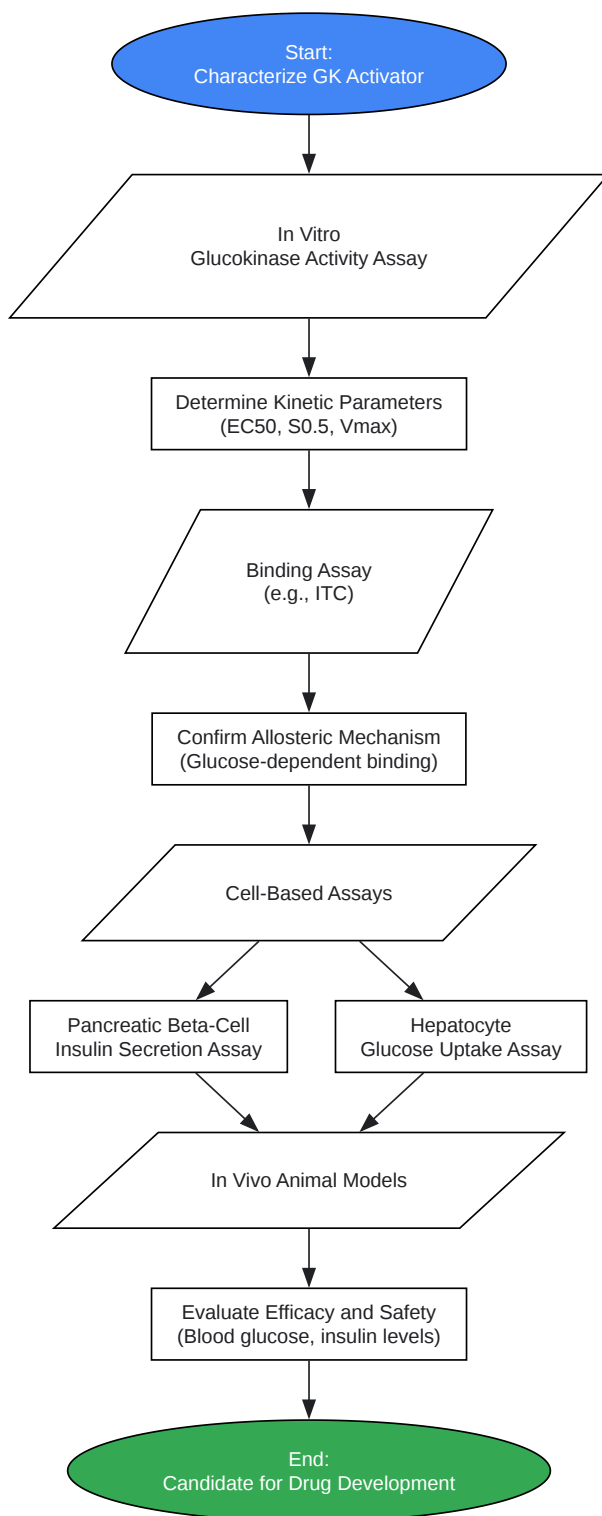 Start:
Characterize GK Activator
In Vitro
Glucokinase Activity Assay
Determine Kinetic Parameters
(EC50, S0.5, Vmax)
Binding Assay
(e.g., ITC)
Confirm Allosteric Mechanism
(Glucose-dependent binding)
Cell-Based Assays
Pancreatic Beta-Cell
Insulin Secretion Assay
Hepatocyte
Glucose Uptake Assay
In Vivo Animal Models
Evaluate Efficacy and Safety
(Blood glucose, insulin levels)
End:
Candidate for Drug Development